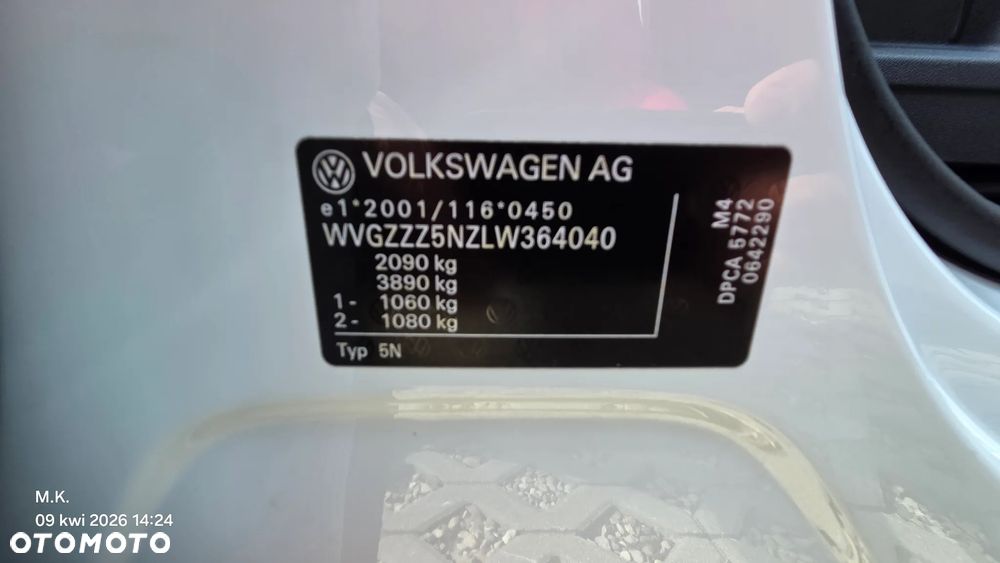 VOLKSWAGEN AG
e1*2001/116*0450
WVGZZZ5NZLW364040
2090 kg
3890 kg
1- 1060 kg
2- 1080 kg
Typ 5N
M4
DPCA 5772
0642290
M.K.
09 kwi 2026 14:24
OTOMOTO